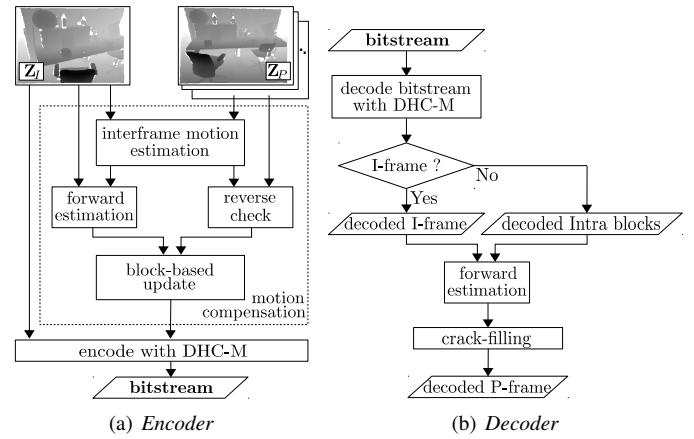 Z_I
Z_P
interframe motion
estimation
forward
estimation
reverse
check
block-based
update
motion
compensation
encode with DHC-M
bitstream
(a) Encoder
bitstream
decode bitstream
with DHC-M
I-frame ?
No
Yes
decoded I-frame
decoded Intra blocks
forward
estimation
crack-filling
decoded P-frame
(b) Decoder